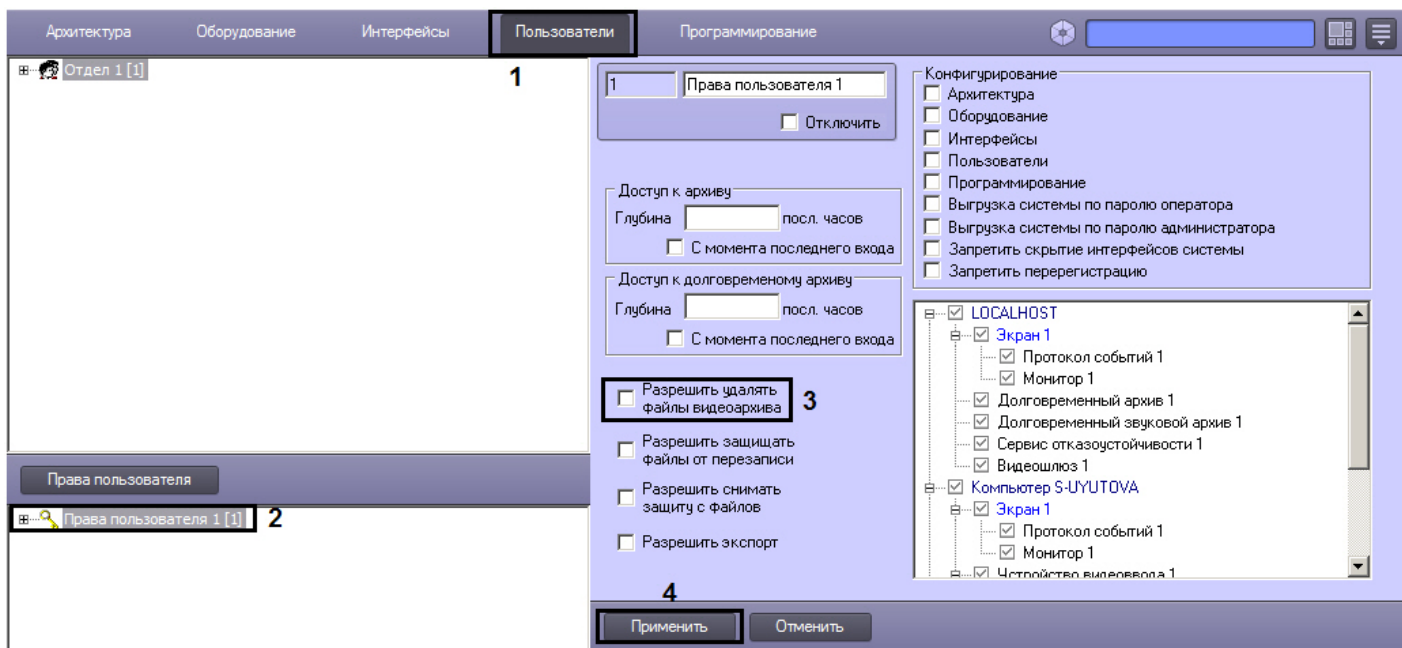 Архитектура Оборудование Интерфейсы Пользователи Программирование
1
Отдел 1 [1]
Права пользователя
Права пользователя 1 [1]
2
1 Права пользователя 1
Отключить
Доступ к архиву
Глубина посл. часов
С момента последнего входа
Доступ к долговременому архиву
Глубина посл. часов
С момента последнего входа
Разрешить удалять
файлы видеоархива
3
Разрешить защищать
файлы от перезаписи
Разрешить снимать
защиту с файлов
Разрешить экспорт
Конфигурирование
Архитектура
Оборудование
Интерфейсы
Пользователи
Программирование
Выгрузка системы по паролю оператора
Выгрузка системы по паролю администратора
Запретить скрытие интерфейсов системы
Запретить перерегистрацию
LOCALHOST
Экран 1
Протокол событий 1
Монитор 1
Долговременный архив 1
Долговременный звуковой архив 1
Сервис отказоустойчивости 1
Видеошлюз 1
Компьютер S-UYUTOVA
Экран 1
Протокол событий 1
Монитор 1
Устройство видеоввода 1
4
Применить Отменить